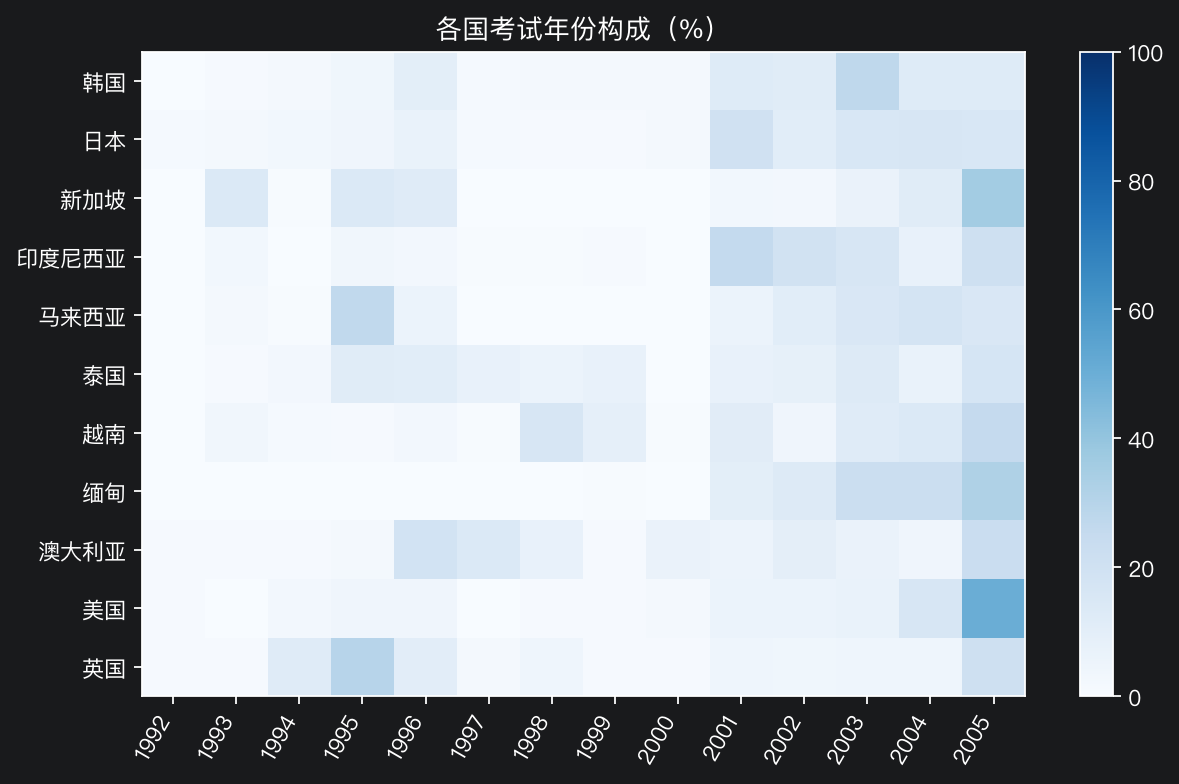 各国考试年份构成（%）
韩国
日本
新加坡
印度尼西亚
马来西亚
泰国
越南
缅甸
澳大利亚
美国
英国
1992
1993
1994
1995
1996
1997
1998
1999
2000
2001
2002
2003
2004
2005
100
80
60
40
20
0